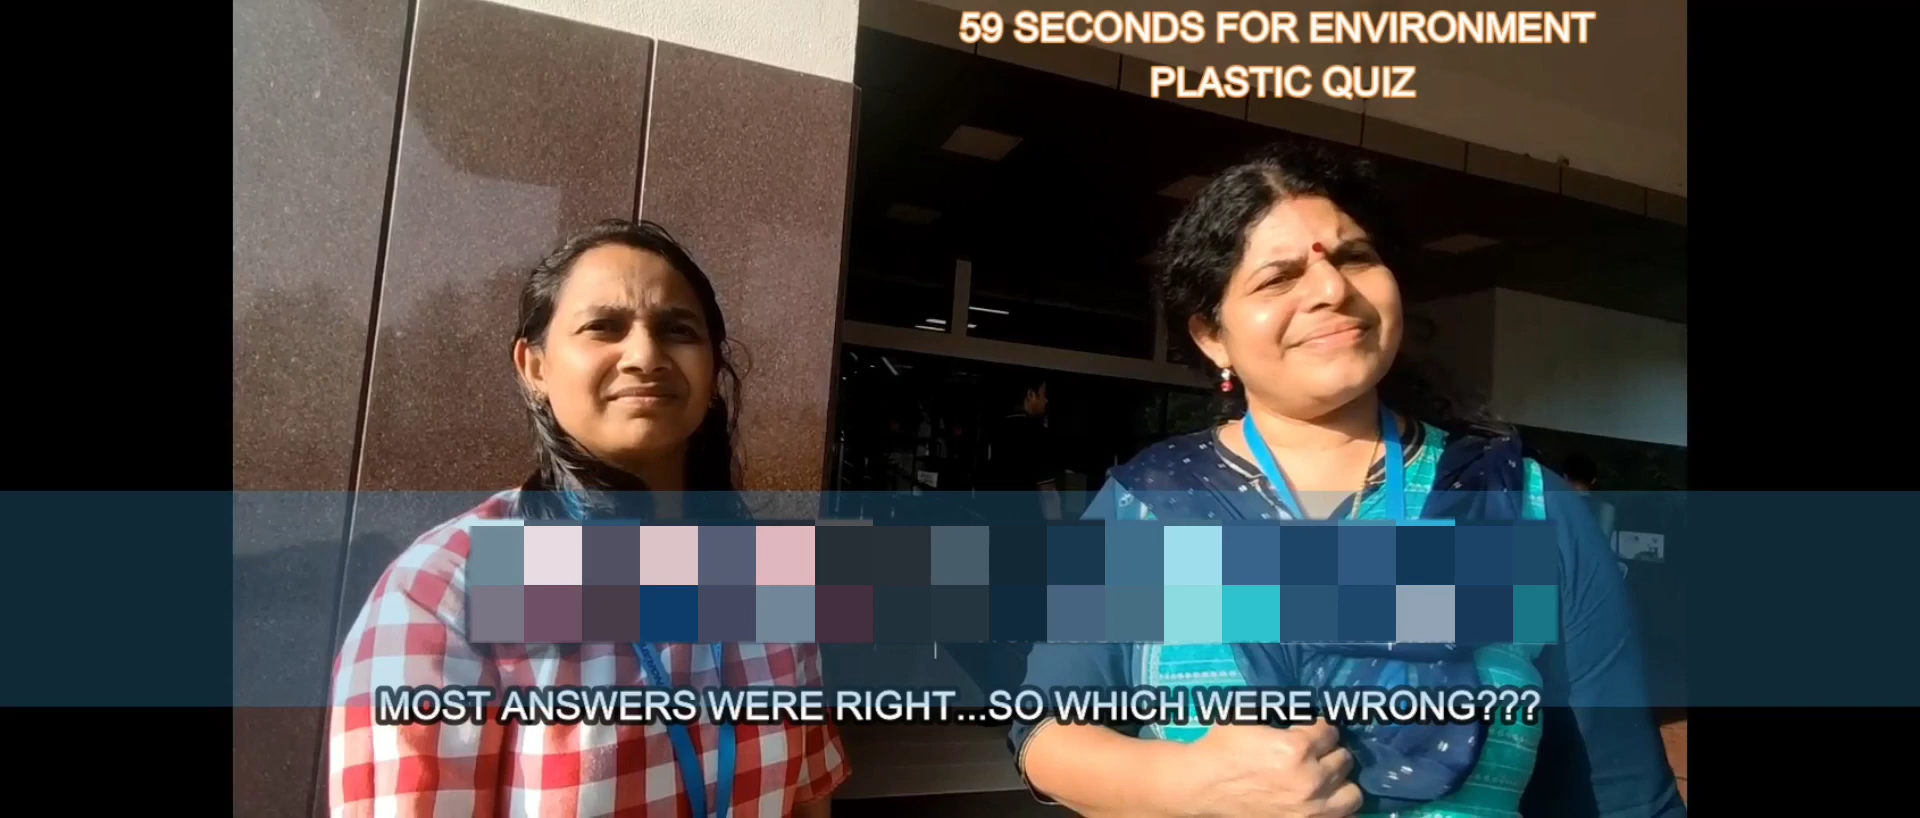 59 SECONDS FOR ENVIRONMENT
PLASTIC QUIZ
MOST ANSWERS WERE RIGHT...SO WHICH WERE WRONG???